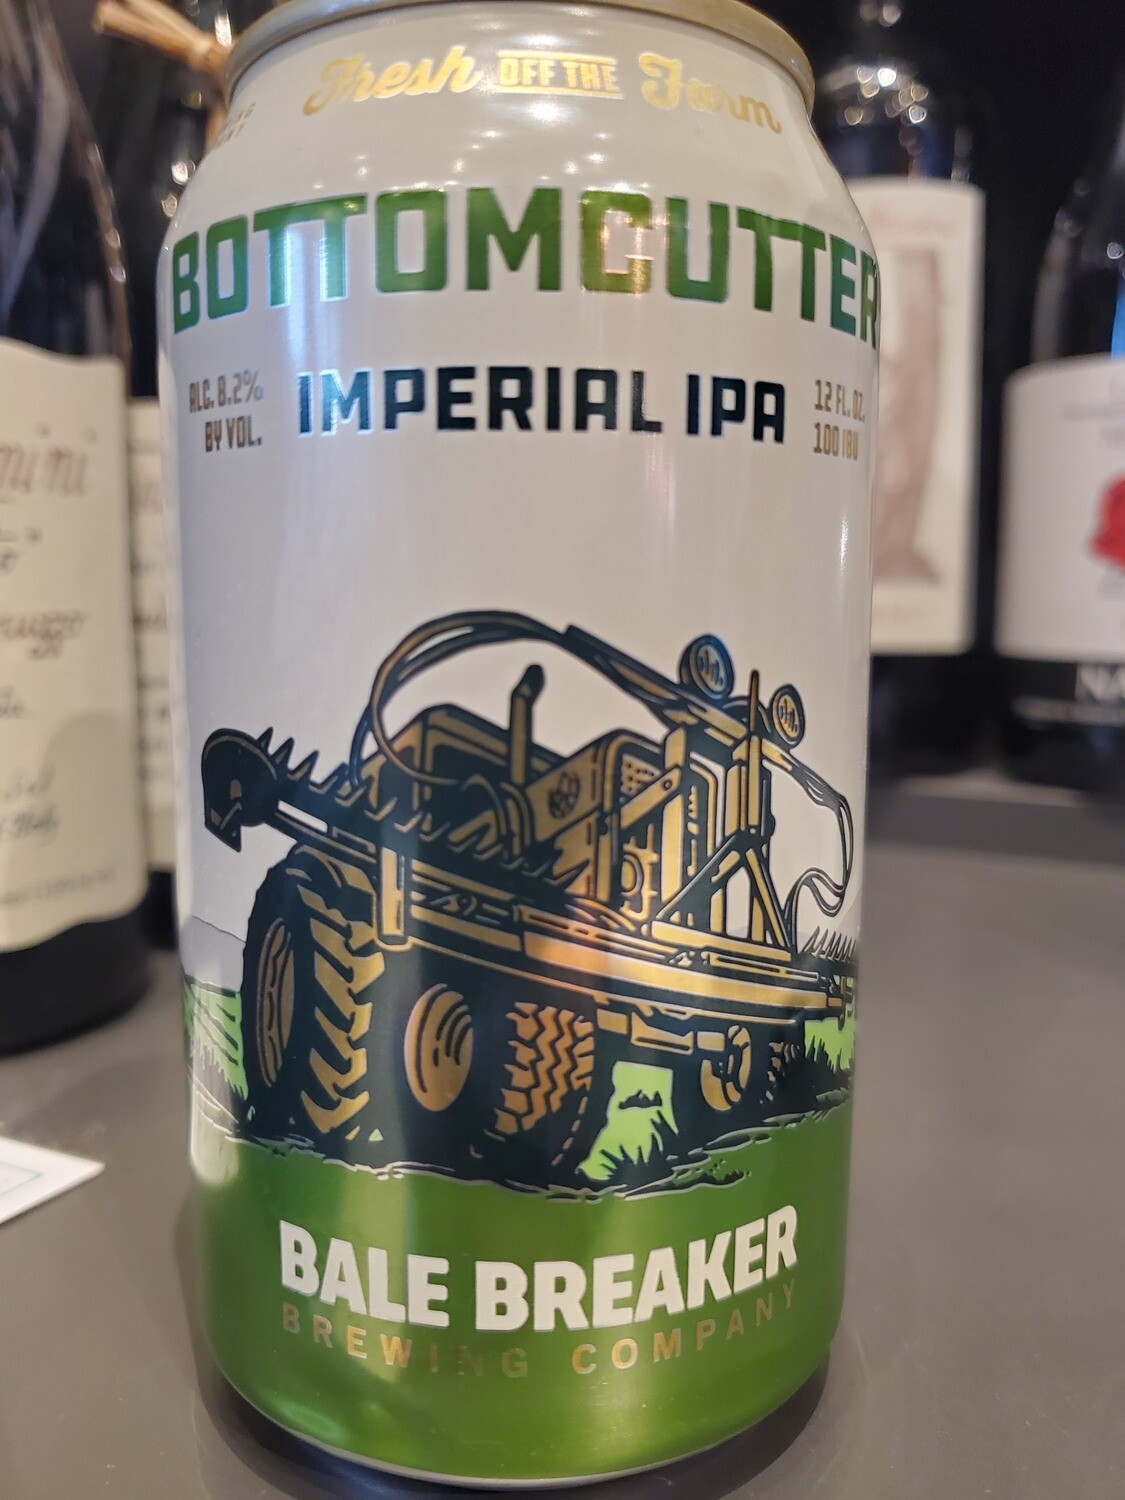 Fresh OFF THE Farm
BOTTOMCUTTER
ALC. 8.2%
BY VOL.
IMPERIAL IPA
12 FL. OZ.
100 IBU
BALE BREAKER
BREWING COMPANY